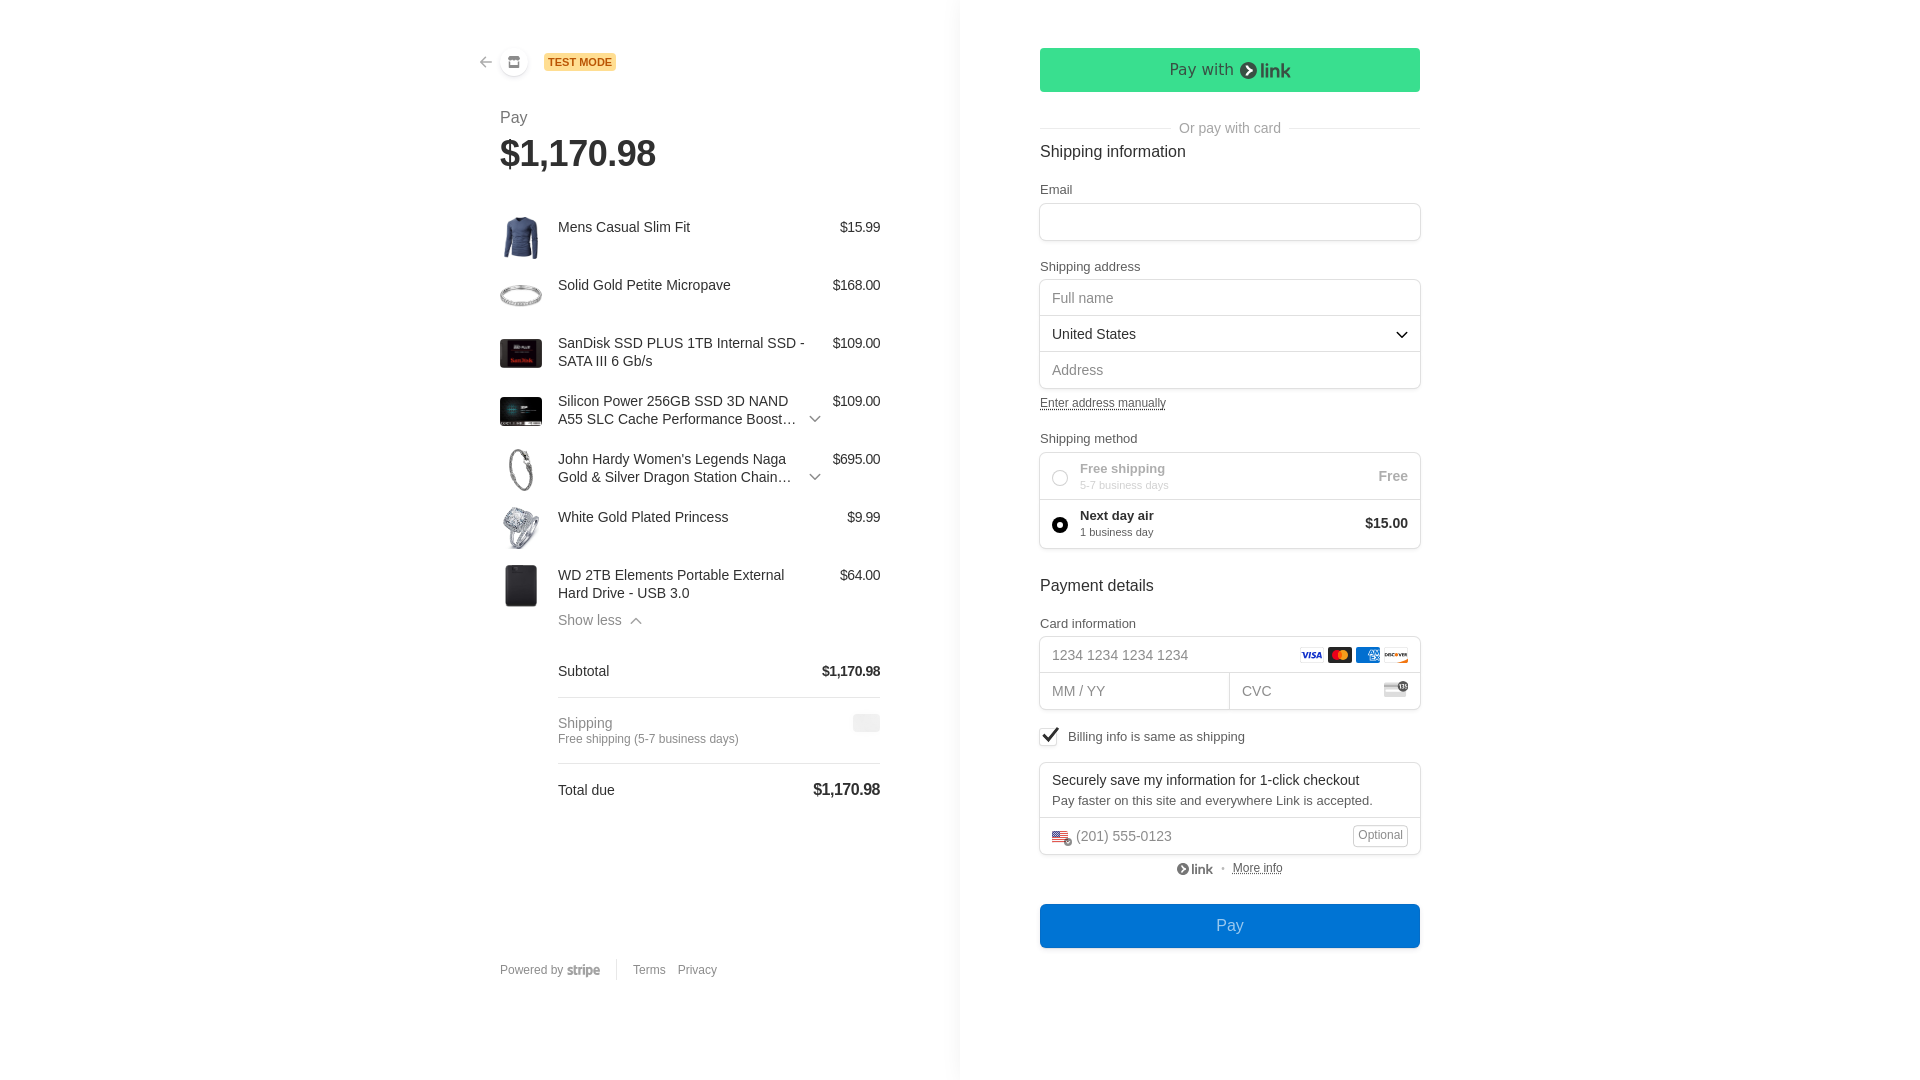 TEST MODE
Pay
$1,170.98
Mens Casual Slim Fit $15.99
Solid Gold Petite Micropave $168.00
SanDisk SSD PLUS 1TB Internal SSD - $109.00
SATA III 6 Gb/s
Silicon Power 256GB SSD 3D NAND $109.00
A55 SLC Cache Performance Boost…
John Hardy Women's Legends Naga $695.00
Gold & Silver Dragon Station Chain…
White Gold Plated Princess $9.99
WD 2TB Elements Portable External $64.00
Hard Drive - USB 3.0
Show less
Subtotal $1,170.98
Shipping
Free shipping (5-7 business days)
Total due $1,170.98
Powered by stripe Terms Privacy
Pay with link
Or pay with card
Shipping information
Email
Shipping address
Full name
United States
Address
Enter address manually
Shipping method
Free shipping Free
5-7 business days
Next day air $15.00
1 business day
Payment details
Card information
1234 1234 1234 1234 VISA AMEX DISCOVER
MM / YY CVC 135
Billing info is same as shipping
Securely save my information for 1-click checkout
Pay faster on this site and everywhere Link is accepted.
(201) 555-0123 Optional
link · More info
Pay